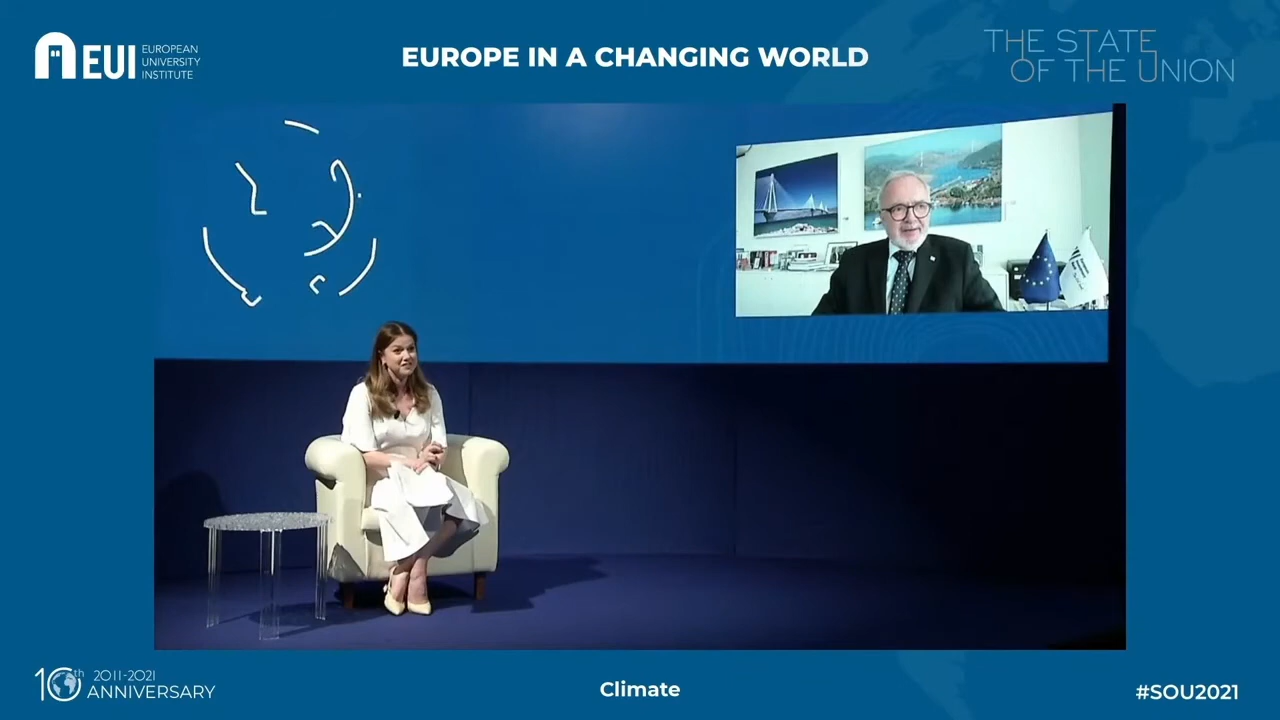 EUI
EUROPEAN
UNIVERSITY
INSTITUTE
EUROPE IN A CHANGING WORLD
THE STATE
OF THE UNION
10th
2011-2021
ANNIVERSARY
Climate
#SOU2021